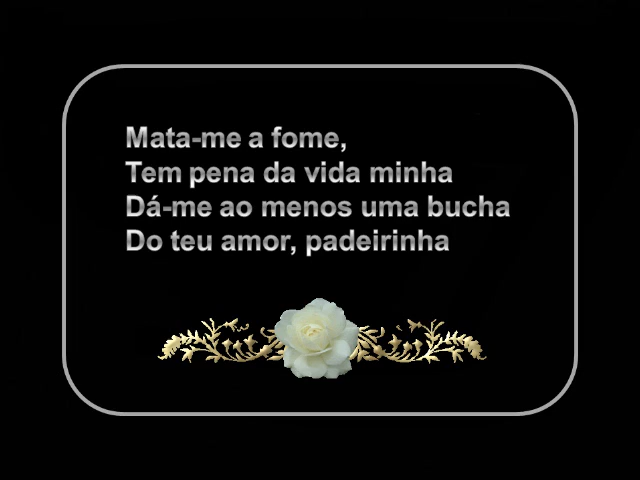 Mata-me a fome,
Tem pena da vida minha
Dá-me ao menos uma bucha
Do teu amor, padeirinha